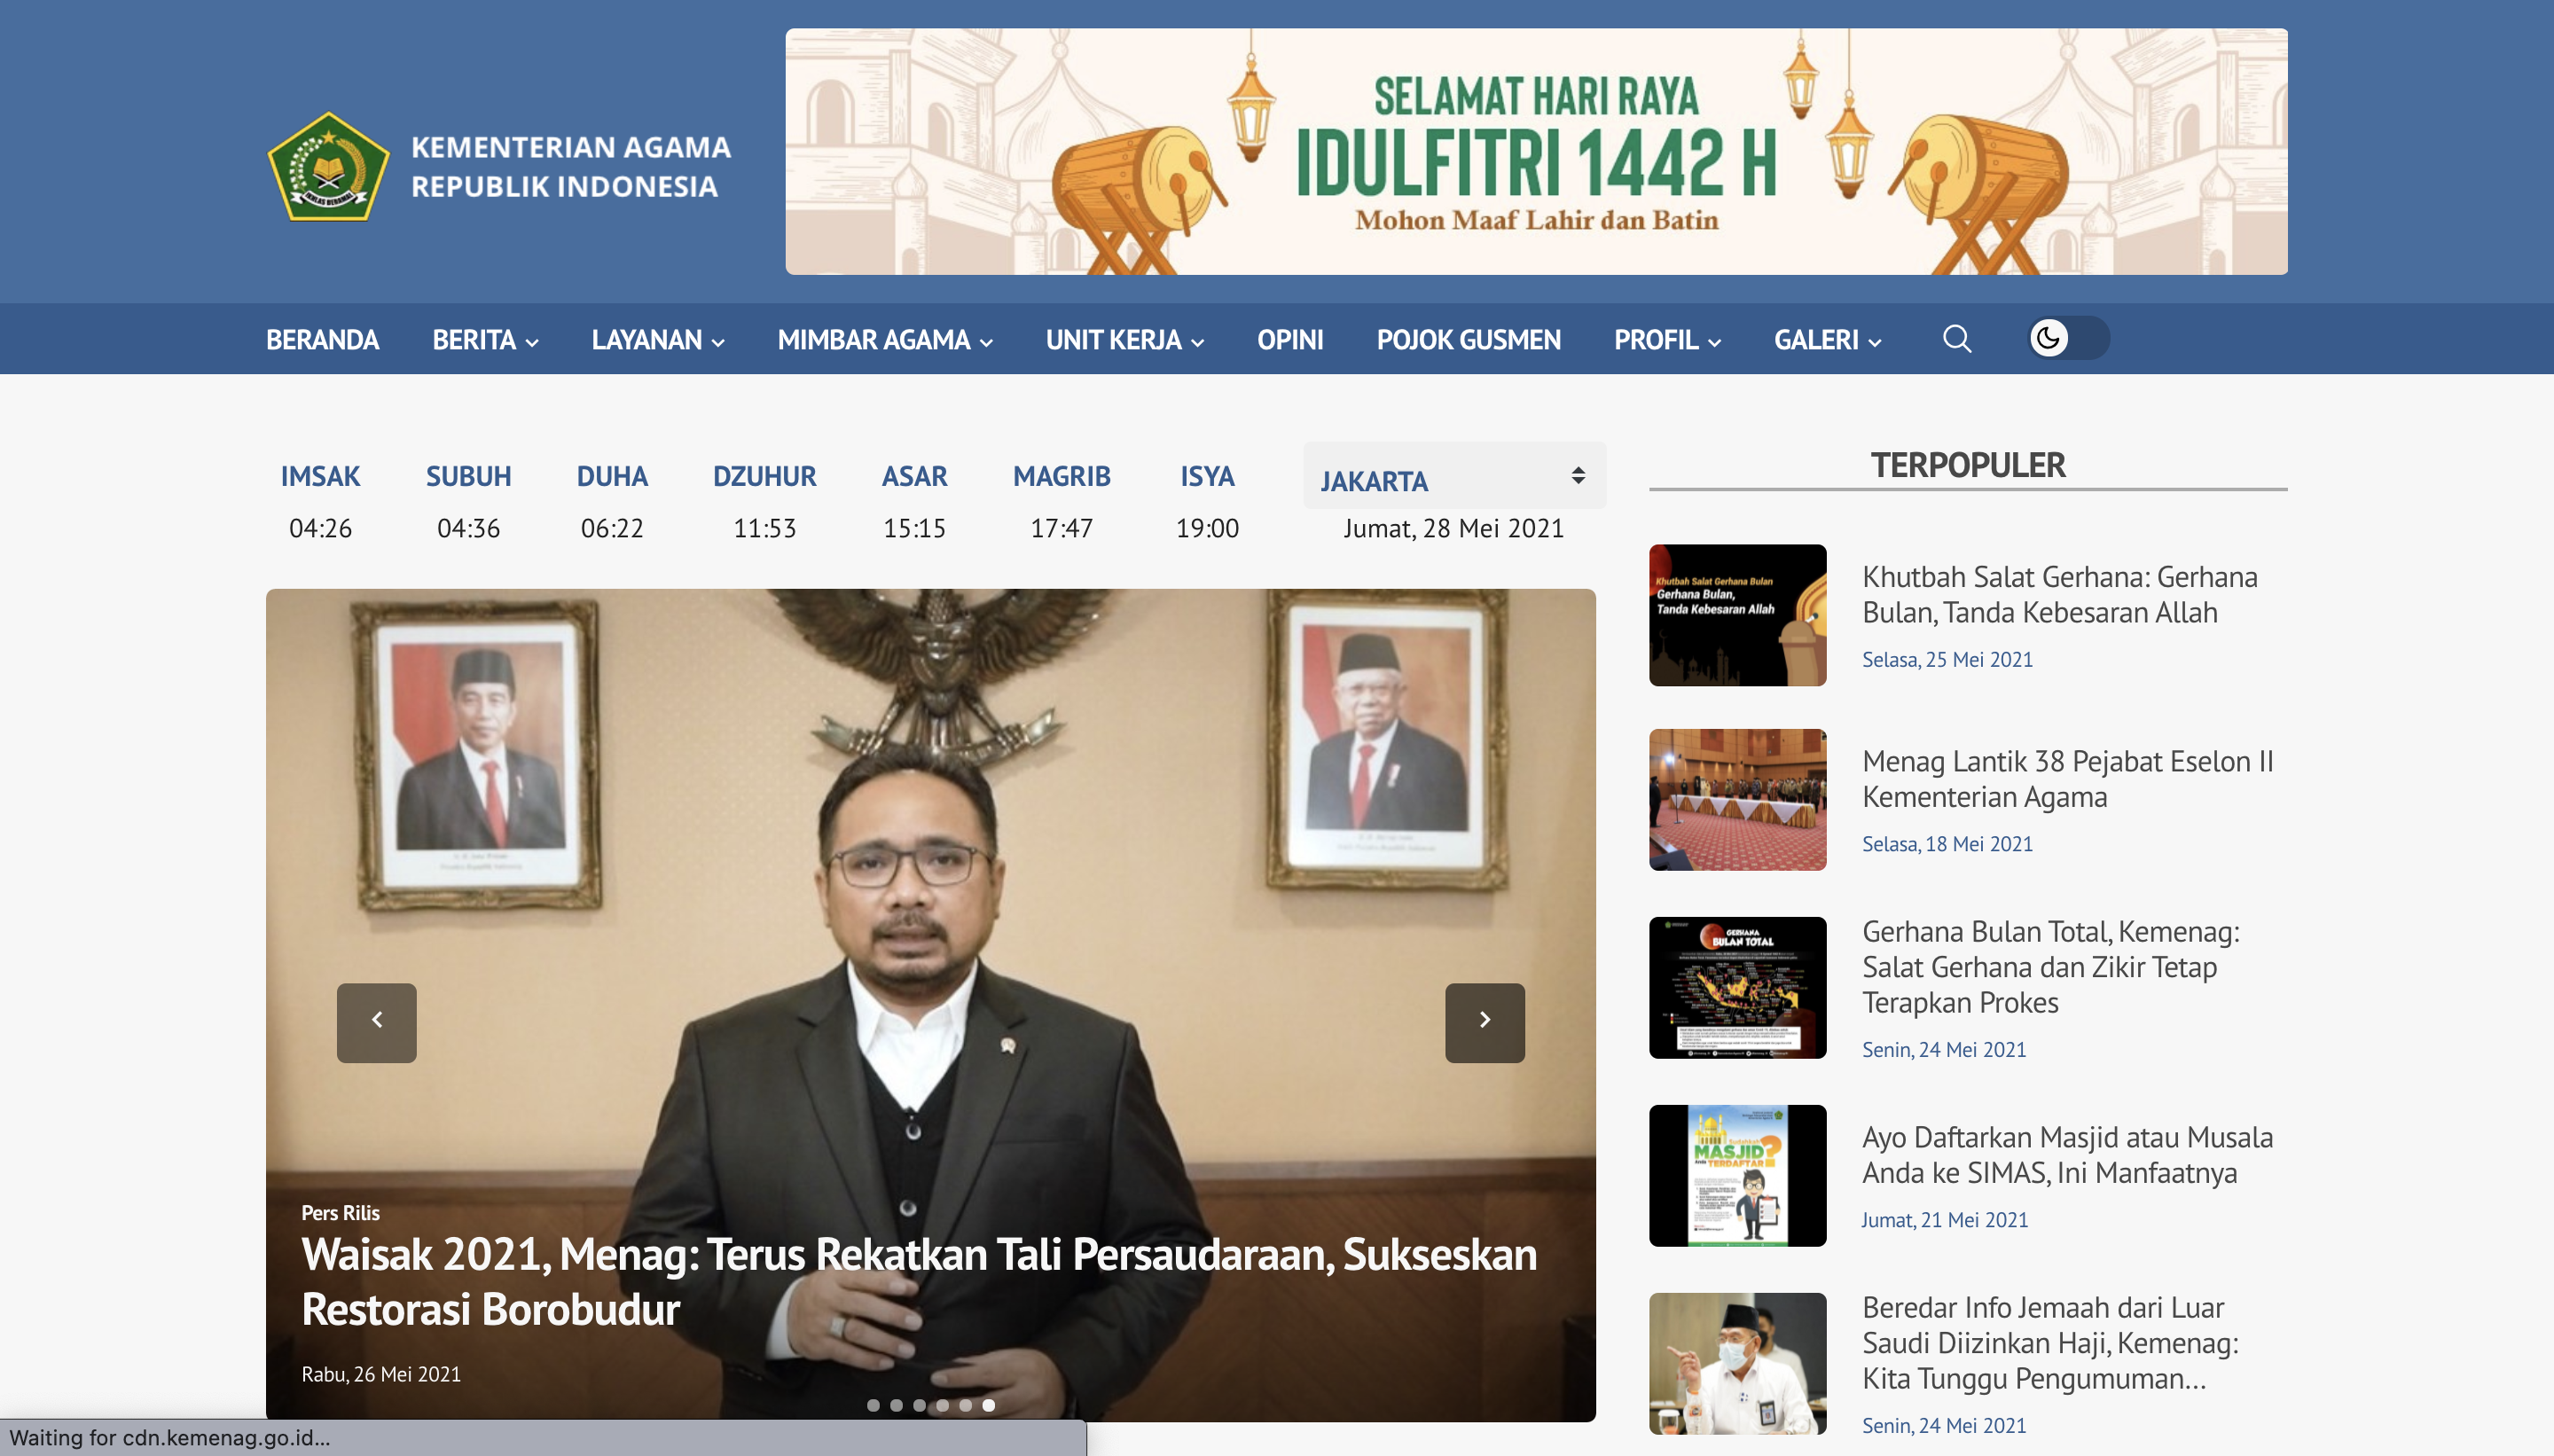 KEMENTERIAN AGAMA
REPUBLIK INDONESIA
IKHLAS BERAMAL
SELAMAT HARI RAYA
IDULFITRI 1442 H
Mohon Maaf Lahir dan Batin
BERANDA BERITA LAYANAN MIMBAR AGAMA UNIT KERJA OPINI POJOK GUSMEN PROFIL GALERI
IMSAK SUBUH DUHA DZUHUR ASAR MAGRIB ISYA JAKARTA
04:26 04:36 06:22 11:53 15:15 17:47 19:00 Jumat, 28 Mei 2021
Pers Rilis
Waisak 2021, Menag: Terus Rekatkan Tali Persaudaraan, Sukseskan
Restorasi Borobudur
Rabu, 26 Mei 2021
TERPOPULER
Khutbah Salat Gerhana Bulan
Gerhana Bulan,
Tanda Kebesaran Allah
Khutbah Salat Gerhana: Gerhana
Bulan, Tanda Kebesaran Allah
Selasa, 25 Mei 2021
Menag Lantik 38 Pejabat Eselon II
Kementerian Agama
Selasa, 18 Mei 2021
GERHANA
BULAN TOTAL
Gerhana Bulan Total, Kemenag:
Salat Gerhana dan Zikir Tetap
Terapkan Prokes
Senin, 24 Mei 2021
Sudahkah
MASJID?
Anda TERDAFTAR
Ayo Daftarkan Masjid atau Musala
Anda ke SIMAS, Ini Manfaatnya
Jumat, 21 Mei 2021
Beredar Info Jemaah dari Luar
Saudi Diizinkan Haji, Kemenag:
Kita Tunggu Pengumuman...
Senin, 24 Mei 2021
Waiting for cdn.kemenag.go.id...